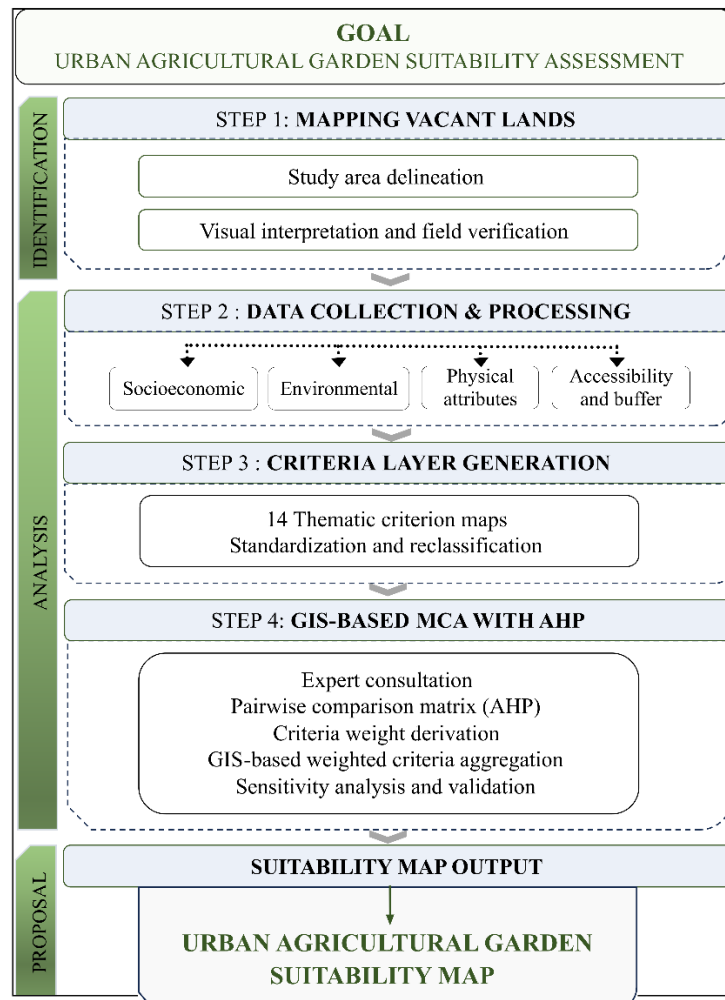 GOAL
URBAN AGRICULTURAL GARDEN SUITABILITY ASSESSMENT
IDENTIFICATION
STEP 1: MAPPING VACANT LANDS
Study area delineation
Visual interpretation and field verification
ANALYSIS
STEP 2 : DATA COLLECTION & PROCESSING
Socioeconomic
Environmental
Physical
attributes
Accessibility
and buffer
STEP 3 : CRITERIA LAYER GENERATION
14 Thematic criterion maps
Standardization and reclassification
STEP 4: GIS-BASED MCA WITH AHP
Expert consultation
Pairwise comparison matrix (AHP)
Criteria weight derivation
GIS-based weighted criteria aggregation
Sensitivity analysis and validation
PROPOSAL
SUITABILITY MAP OUTPUT
URBAN AGRICULTURAL GARDEN
SUITABILITY MAP